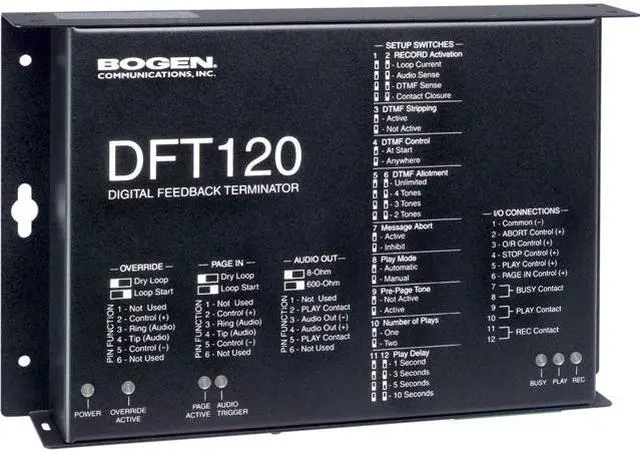 BOGEN®
COMMUNICATIONS, INC.
DFT120
DIGITAL FEEDBACK TERMINATOR
OVERRIDE
Dry Loop
Loop Start
PIN FUNCTION
1 - Not Used
2 - Control (+)
3 - Ring (Audio)
4 - Tip (Audio)
5 - Control (–)
6 - Not Used
PAGE IN
Dry Loop
Loop Start
PIN FUNCTION
1 - Not Used
2 - Control (+)
3 - Ring (Audio)
4 - Tip (Audio)
5 - Control (–)
6 - Not Used
AUDIO OUT
8-Ohm
600-Ohm
PIN FUNCTION
1 - Not Used
2 - PLAY Contact
3 - Audio Out (–)
4 - Audio Out (+)
5 - PLAY Contact
6 - Not Used
SETUP SWITCHES
1 2 RECORD Activation
- Loop Current
- Audio Sense
- DTMF Sense
- Contact Closure
3 DTMF Stripping
- Active
- Not Active
4 DTMF Control
- At Start
- Anywhere
5 6 DTMF Allotment
- Unlimited
- 4 Tones
- 3 Tones
- 2 Tones
7 Message Abort
- Active
- Inhibit
8 Play Mode
- Automatic
- Manual
9 Pre-Page Tone
- Not Active
- Active
10 Number of Plays
- One
- Two
11 12 Play Delay
- 1 Second
- 3 Seconds
- 5 Seconds
- 10 Seconds
I/O CONNECTIONS
1 - Common (–)
2 - ABORT Control (+)
3 - O/R Control (+)
4 - STOP Control (+)
5 - PLAY Control (+)
6 - PAGE IN Control (+)
7
8
BUSY Contact
9
10
PLAY Contact
11
12
REC Contact
POWER
OVERRIDE
ACTIVE
PAGE
ACTIVE
AUDIO
TRIGGER
BUSY
PLAY
REC